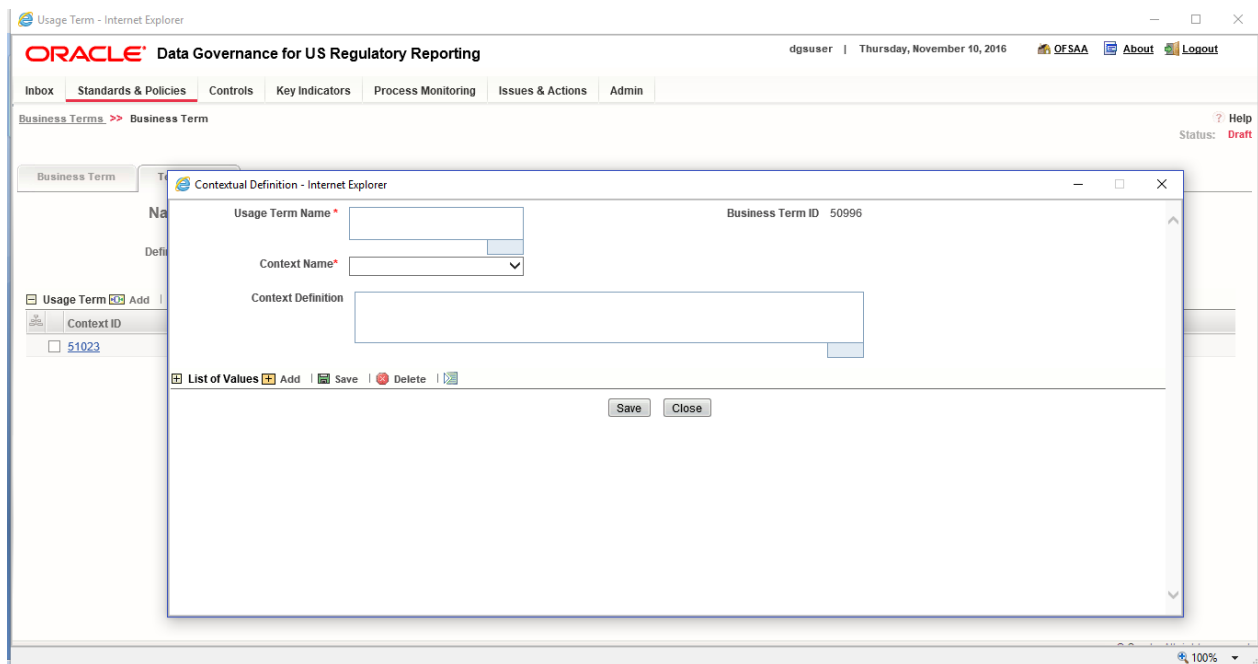 Usage Term - Internet Explorer
ORACLE Data Governance for US Regulatory Reporting dgsuser | Thursday, November 10, 2016 OFSAA About Logout
Inbox Standards & Policies Controls Key Indicators Process Monitoring Issues & Actions Admin
Business Terms >> Business Term ? Help
Status: Draft
Business Term
Contextual Definition - Internet Explorer
Usage Term Name * Business Term ID 50996
Context Name*
Context Definition
Usage Term Add |
Context ID
51023
List of Values Add | Save | Delete |
Save Close
100%